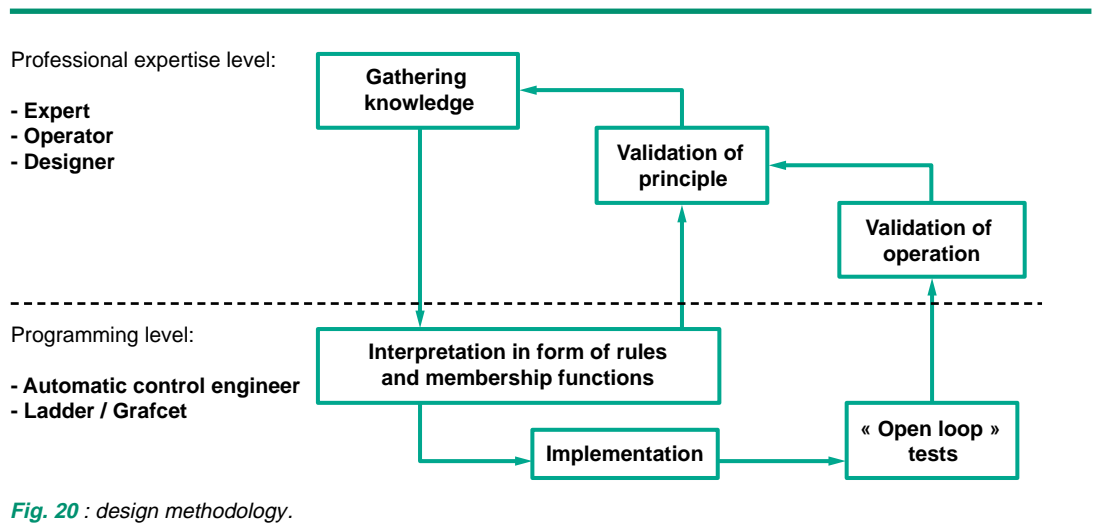 Professional expertise level:
- Expert
- Operator
- Designer
Gathering
knowledge
Validation of
principle
Validation of
operation
Programming level:
- Automatic control engineer
- Ladder / Grafcet
Interpretation in form of rules
and membership functions
Implementation
« Open loop »
tests
Fig. 20 : design methodology.